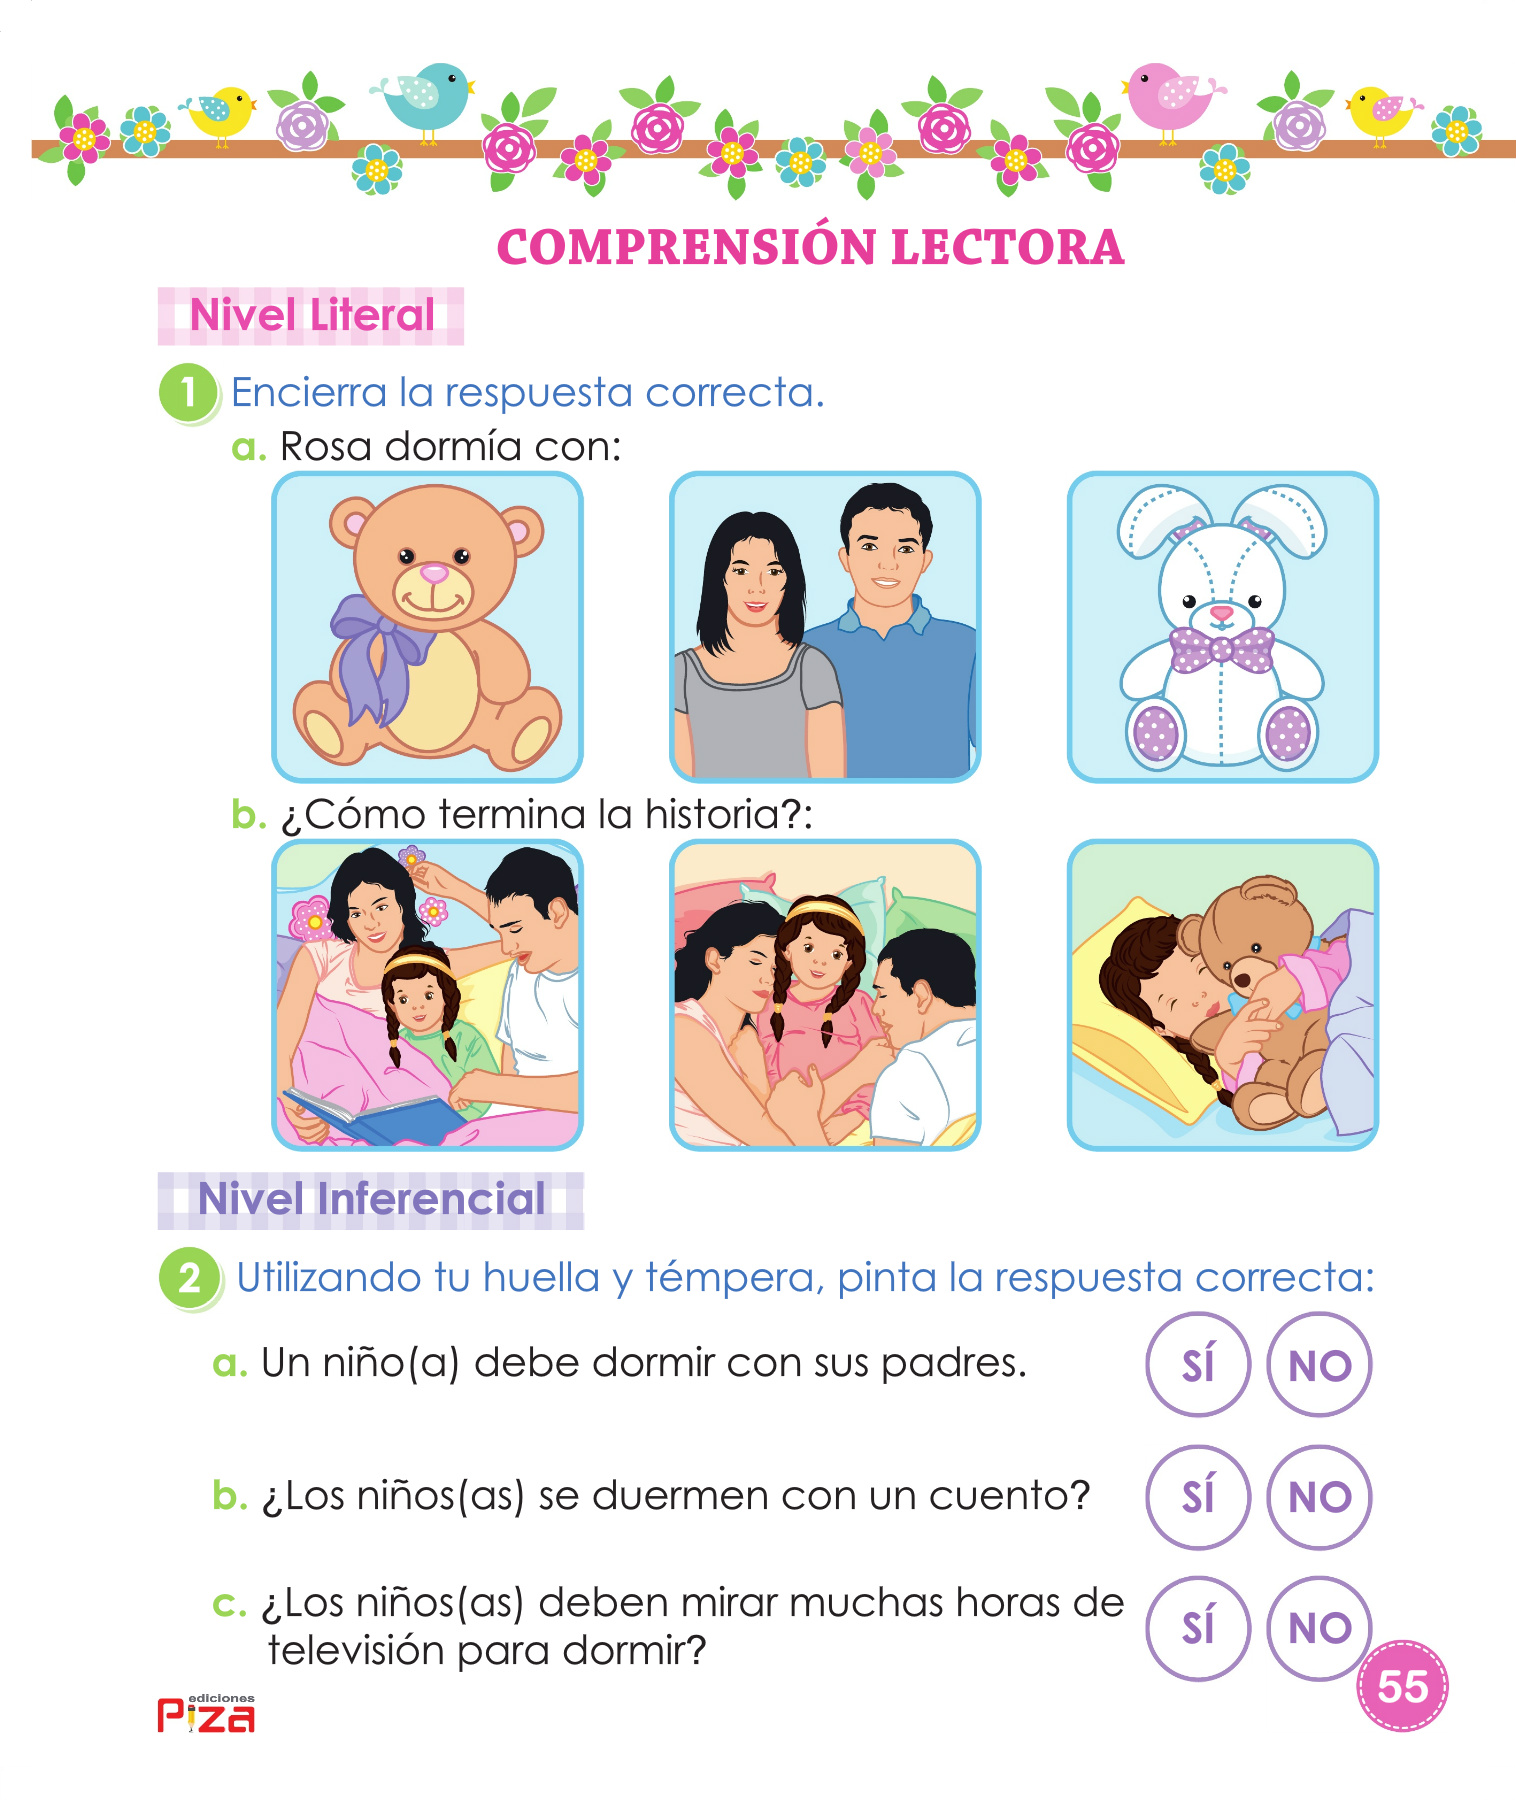 COMPRENSIÓN LECTORA
Nivel Literal
1 Encierra la respuesta correcta.
a. Rosa dormía con:
b. ¿Cómo termina la historia?:
Nivel Inferencial
2 Utilizando tu huella y témpera, pinta la respuesta correcta:
a. Un niño(a) debe dormir con sus padres. SÍ NO
b. ¿Los niños(as) se duermen con un cuento? SÍ NO
c. ¿Los niños(as) deben mirar muchas horas de
televisión para dormir? SÍ NO
ediciones
Piza
55